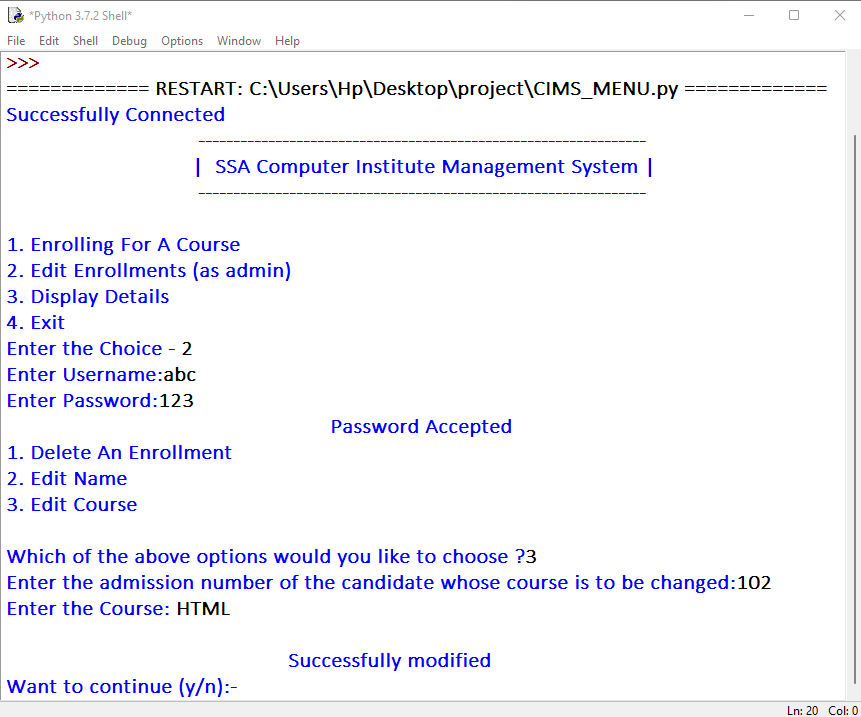 *Python 3.7.2 Shell*
File Edit Shell Debug Options Window Help
>>>
============= RESTART: C:\Users\Hp\Desktop\project\CIMS_MENU.py =============
Successfully Connected
----------------------------------------------------------------
| SSA Computer Institute Management System |
----------------------------------------------------------------
1. Enrolling For A Course
2. Edit Enrollments (as admin)
3. Display Details
4. Exit
Enter the Choice - 2
Enter Username:abc
Enter Password:123
Password Accepted
1. Delete An Enrollment
2. Edit Name
3. Edit Course
Which of the above options would you like to choose ?3
Enter the admission number of the candidate whose course is to be changed:102
Enter the Course: HTML
Successfully modified
Want to continue (y/n):-
Ln: 20 Col: 0